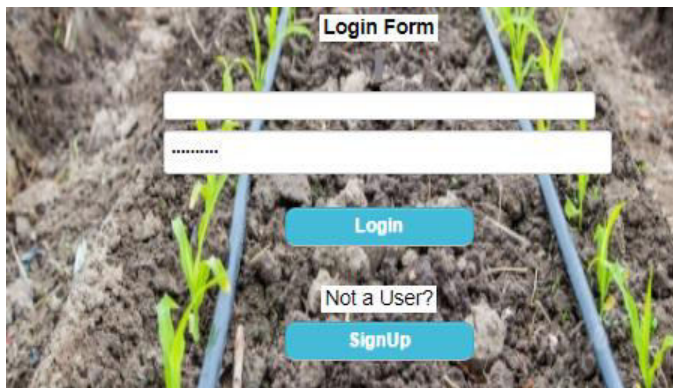 Login Form
..........
Login
Not a User?
SignUp